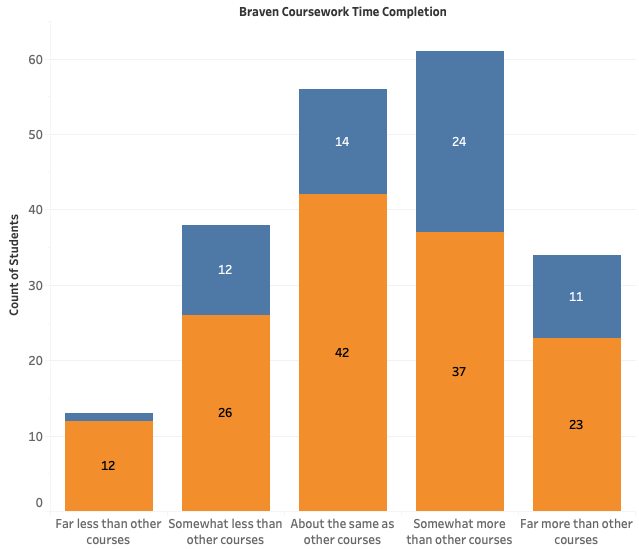 Braven Coursework Time Completion
Count of Students
60
50
40
30
20
10
0
14
24
12
11
42
37
26
23
12
Far less than other
courses
Somewhat less than
other courses
About the same as
other courses
Somewhat more
than other courses
Far more than other
courses